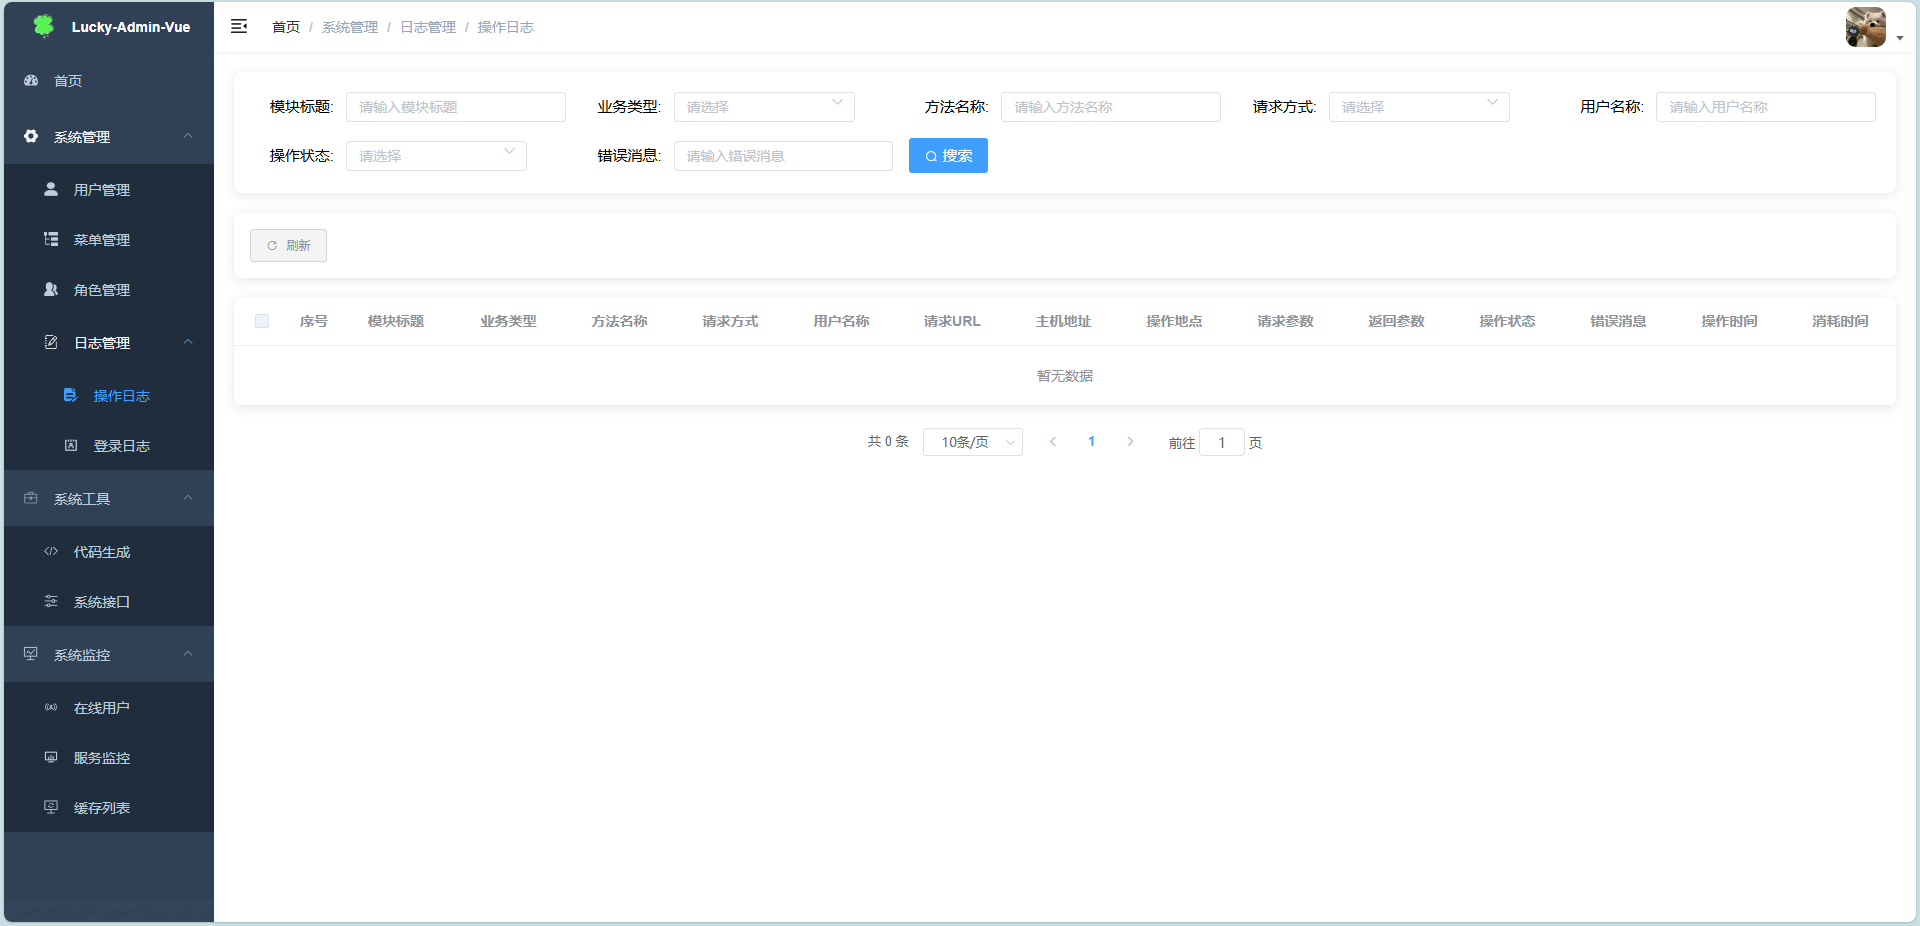 Lucky-Admin-Vue
首页
系统管理
用户管理
菜单管理
角色管理
日志管理
操作日志
登录日志
系统工具
代码生成
系统接口
系统监控
在线用户
服务监控
缓存列表
首页 / 系统管理 / 日志管理 / 操作日志
模块标题: 请输入模块标题 业务类型: 请选择 方法名称: 请输入方法名称 请求方式: 请选择 用户名称: 请输入用户名称
操作状态: 请选择 错误消息: 请输入错误消息 搜索
刷新
序号 模块标题 业务类型 方法名称 请求方式 用户名称 请求URL 主机地址 操作地点 请求参数 返回参数 操作状态 错误消息 操作时间 消耗时间
暂无数据
共 0 条 10条/页 1 前往 1 页